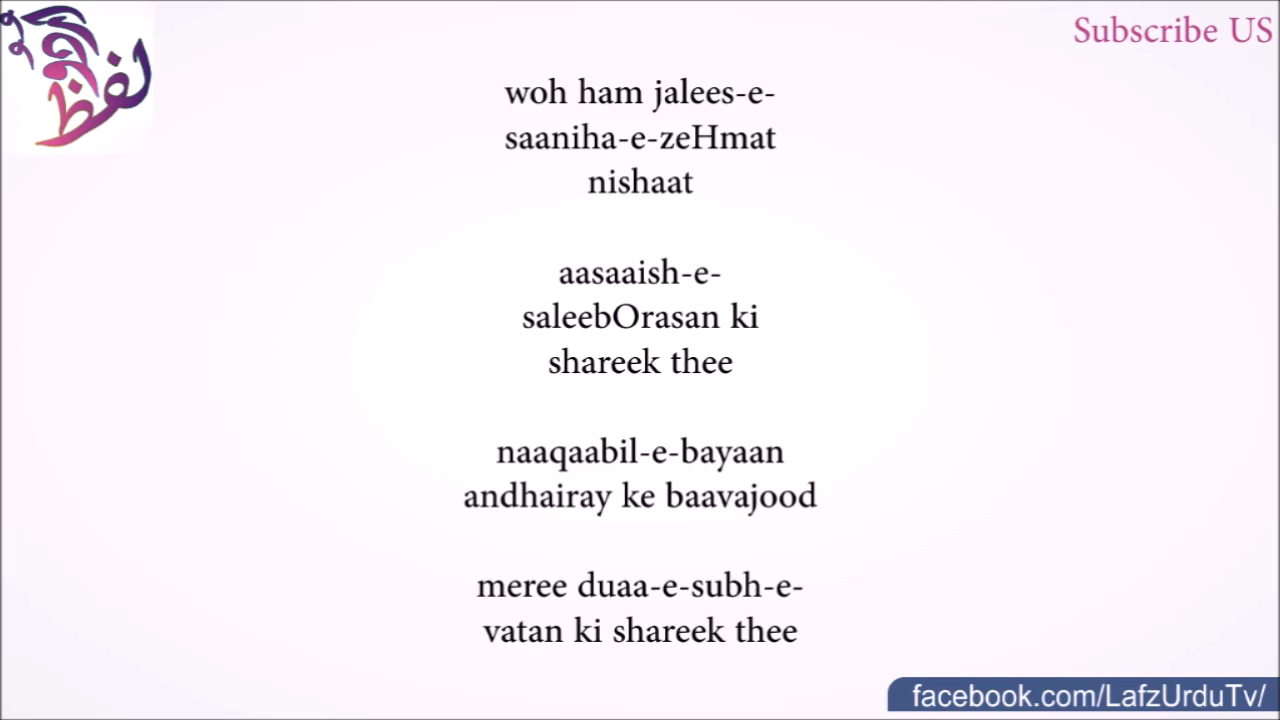 لفظ
Subscribe US
woh ham jalees-e-
saaniha-e-zeHmat
nishaat
aasaaish-e-
saleebOrasan ki
shareek thee
naaqaabil-e-bayaan
andhairay ke baavajood
meree duaa-e-subh-e-
vatan ki shareek thee
facebook.com/LafzUrduTv/